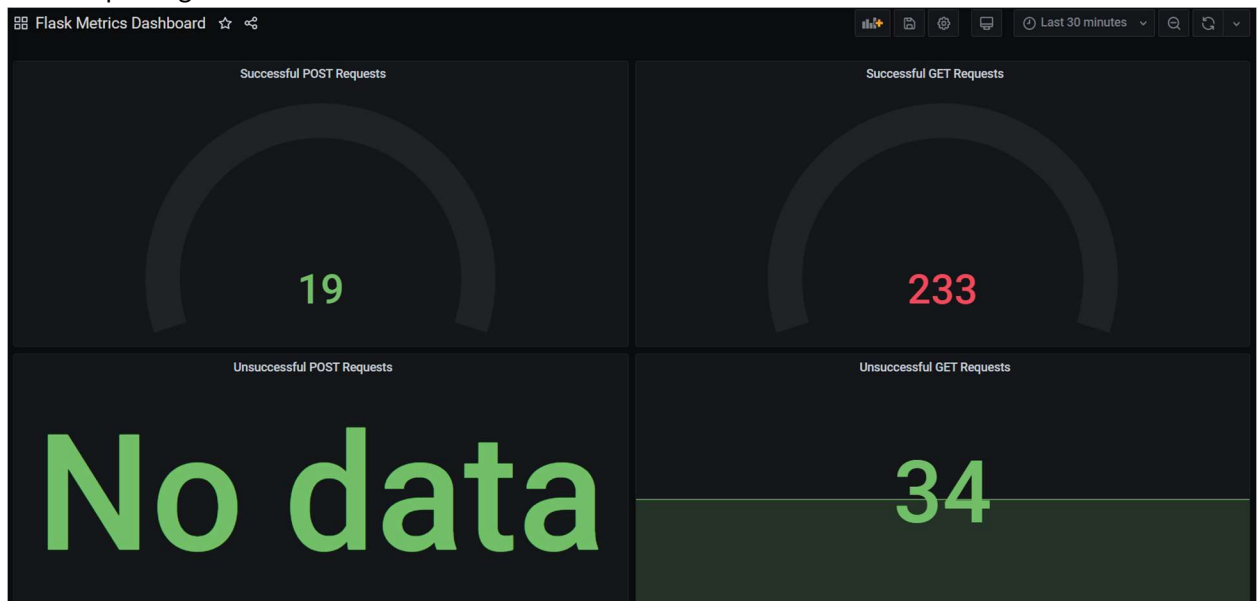 Flask Metrics Dashboard
Last 30 minutes
Successful POST Requests
Successful GET Requests
19
233
Unsuccessful POST Requests
Unsuccessful GET Requests
No data
34